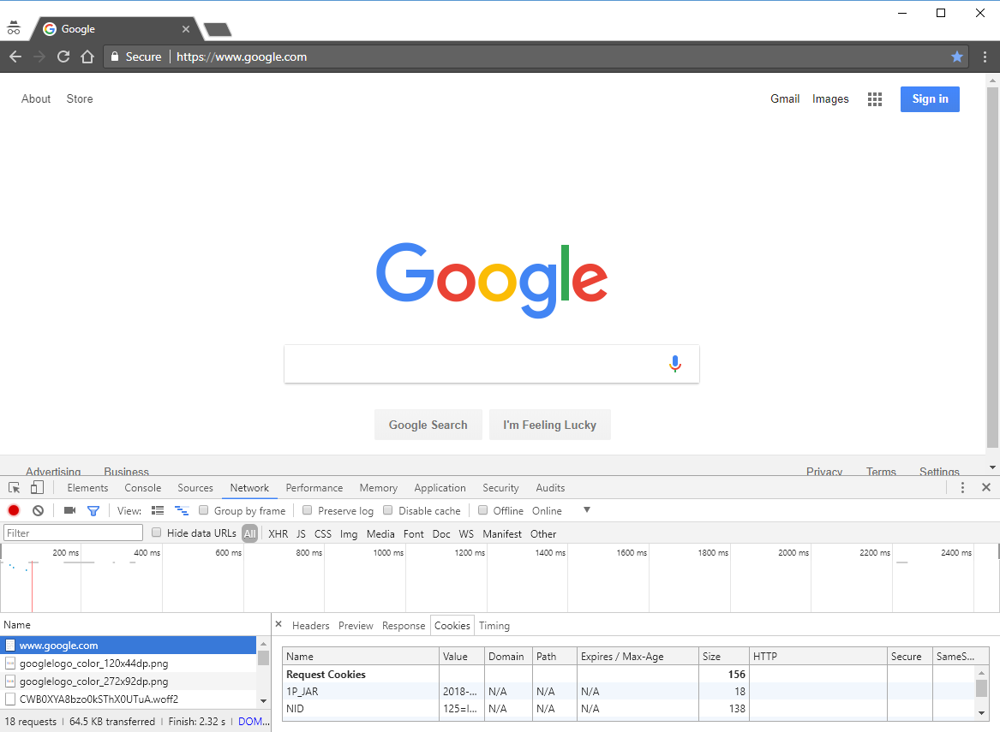 Google
Secure https://www.google.com
About Store Gmail Images Sign in
Google
Google Search I'm Feeling Lucky
Advertising Business Privacy Terms Settings
Elements Console Sources Network Performance Memory Application Security Audits
View: Group by frame Preserve log Disable cache Offline Online
Filter Hide data URLs All XHR JS CSS Img Media Font Doc WS Manifest Other
200 ms 400 ms 600 ms 800 ms 1000 ms 1200 ms 1400 ms 1600 ms 1800 ms 2000 ms 2200 ms 2400 ms
Name
www.google.com
googlelogo_color_120x44dp.png
googlelogo_color_272x92dp.png
CWB0XYA8bzo0kSThX0UTuA.woff2
18 requests | 64.5 KB transferred | Finish: 2.32 s | DOM...
Headers Preview Response Cookies Timing
Name Value Domain Path Expires / Max-Age Size HTTP Secure SameS...
Request Cookies 156
1P_JAR 2018-... N/A N/A N/A 18
NID 125=I... N/A N/A N/A 138